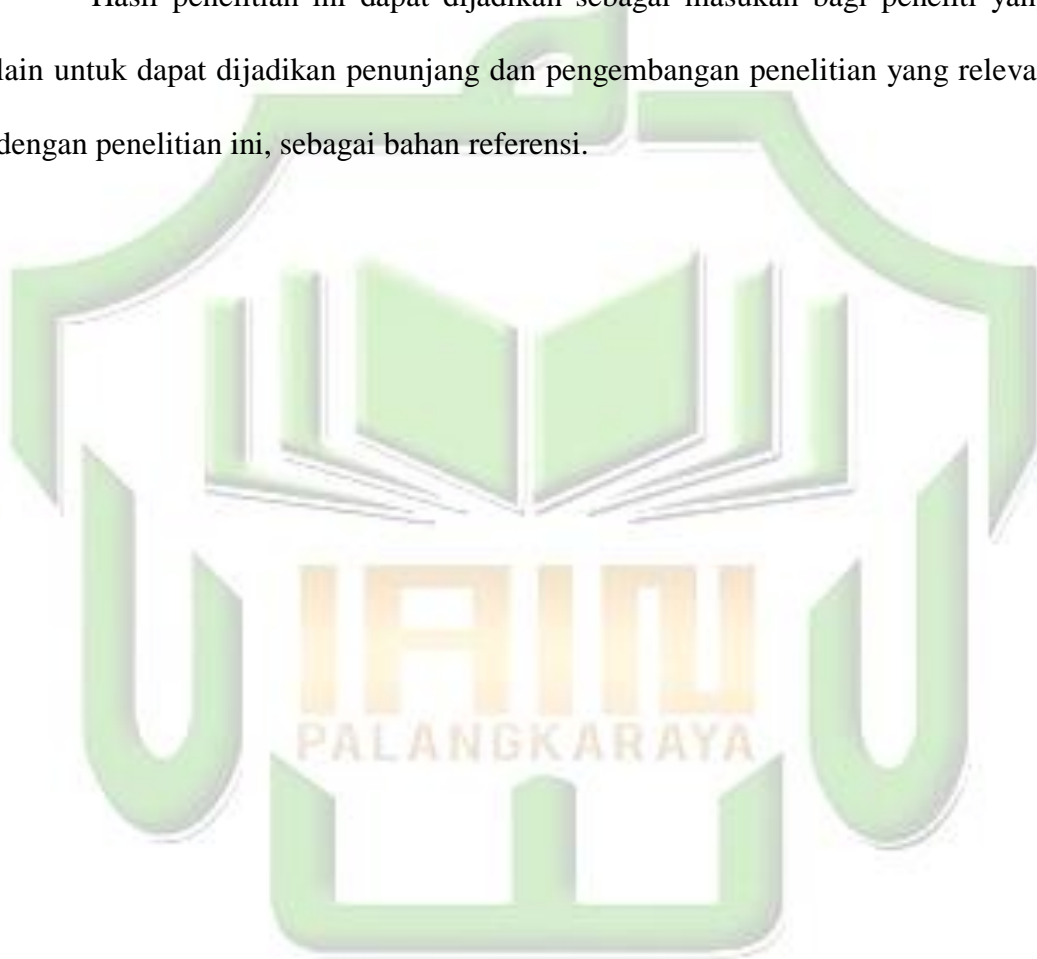 Hasil penelitian ini dapat dijadikan sebagai masukan bagi peneliti yan
lain untuk dapat dijadikan penunjang dan pengembangan penelitian yang releva
dengan penelitian ini, sebagai bahan referensi.
IAIN
PALANGKARAYA